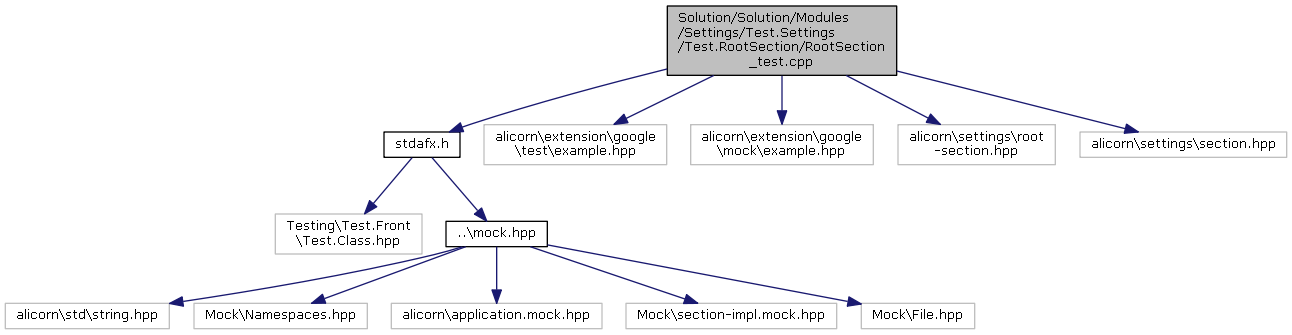 Solution/Solution/Modules
/Settings/Test.Settings
/Test.RootSection/RootSection
_test.cpp
stdafx.h
alicorn\extension\google
\test\example.hpp
alicorn\extension\google
\mock\example.hpp
alicorn\settings\root
-section.hpp
alicorn\settings\section.hpp
Testing\Test.Front
\Test.Class.hpp
..\mock.hpp
alicorn\std\string.hpp
Mock\Namespaces.hpp
alicorn\application.mock.hpp
Mock\section-impl.mock.hpp
Mock\File.hpp